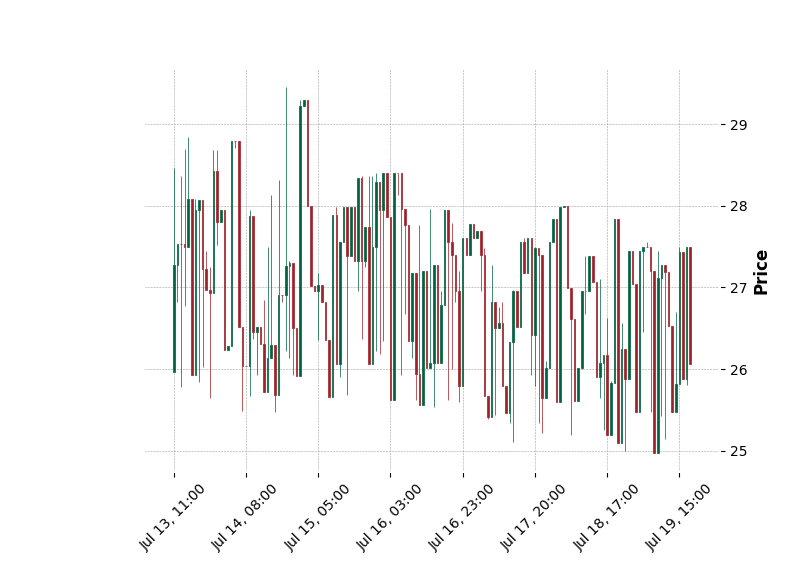 29
28
27
26
25
Price
Jul 13, 11:00
Jul 14, 08:00
Jul 15, 05:00
Jul 16, 03:00
Jul 16, 23:00
Jul 17, 20:00
Jul 18, 17:00
Jul 19, 15:00